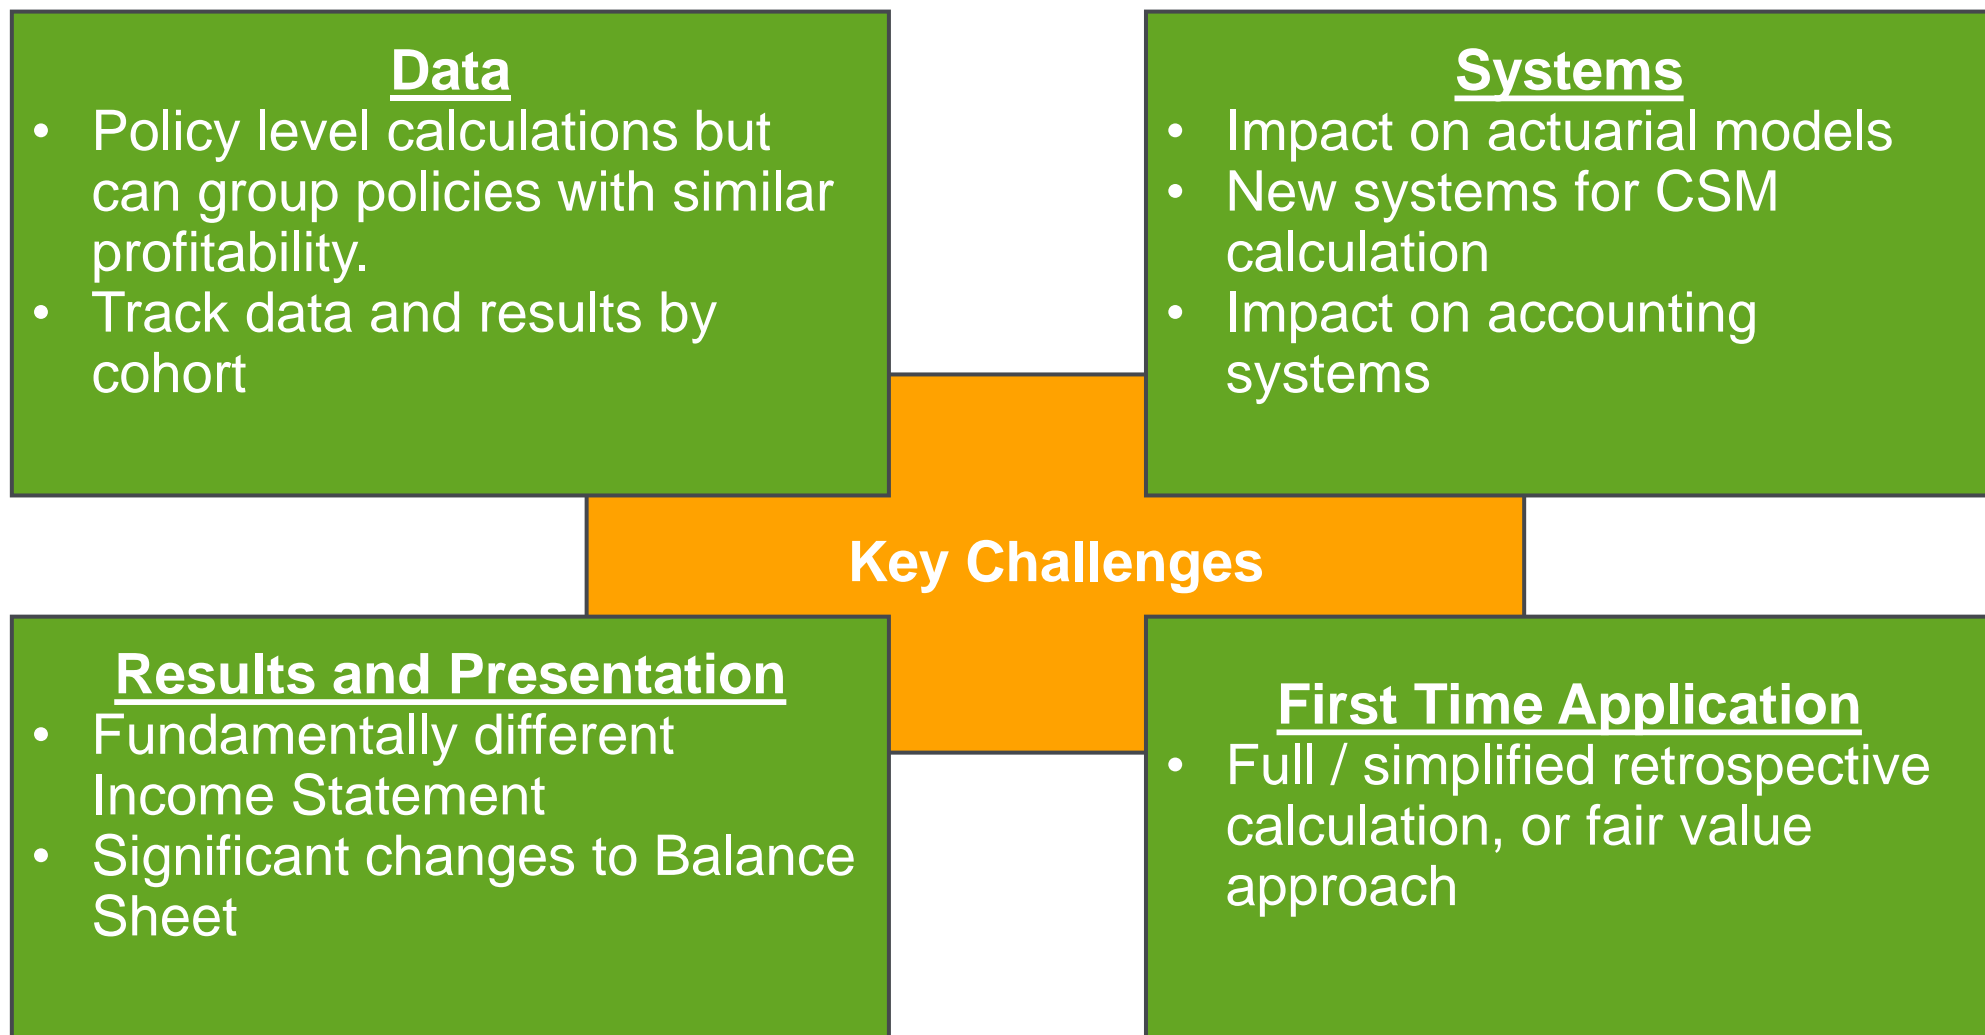 Data
• Policy level calculations but
can group policies with similar
profitability.
• Track data and results by
cohort
Systems
• Impact on actuarial models
• New systems for CSM
calculation
• Impact on accounting
systems
Key Challenges
Results and Presentation
• Fundamentally different
Income Statement
• Significant changes to Balance
Sheet
First Time Application
• Full / simplified retrospective
calculation, or fair value
approach